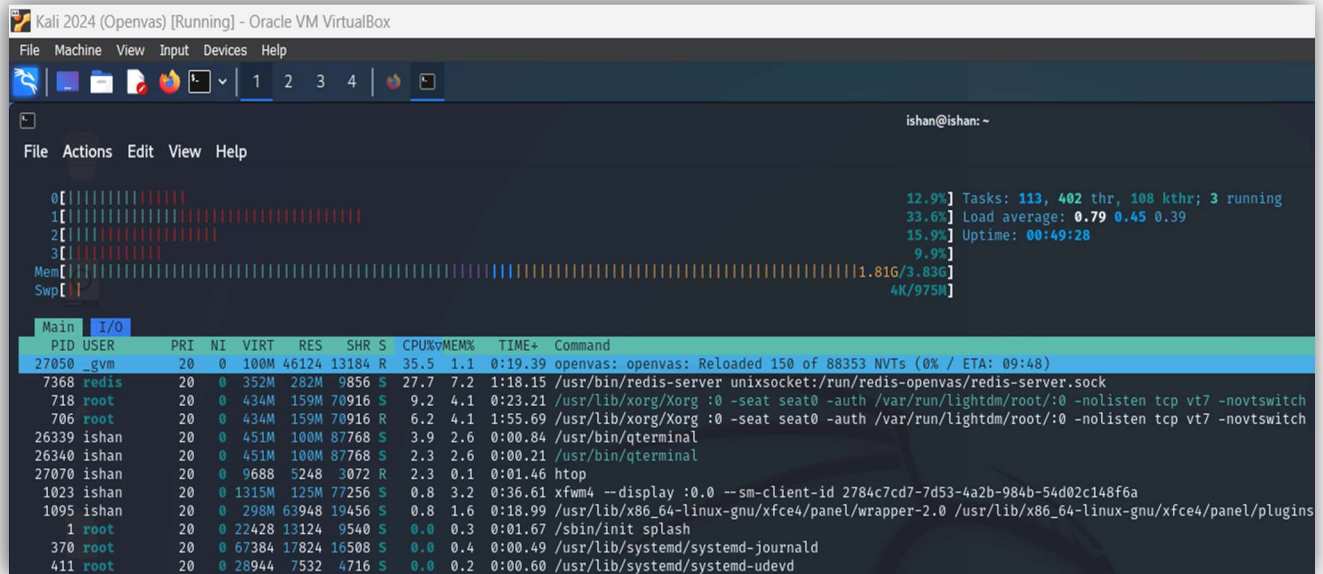 Kali 2024 (Openvas) [Running] - Oracle VM VirtualBox
File Machine View Input Devices Help
1 2 3 4
ishan@ishan: ~
File Actions Edit View Help
0[||||||||||||||||| 12.9%] Tasks: 113, 402 thr, 108 kthr; 3 running
1[|||||||||||||||||||||||||||||||||||||| 33.6%] Load average: 0.79 0.45 0.39
2[||||||||||||||||||| 15.9%] Uptime: 00:49:28
3[||||||||||||| 9.9%]
Mem[||||||||||||||||||||||||||||||||||||||||||||||||||||||||||||||||||||||||||||||||||||||||1.81G/3.83G]
Swp[|| 4K/975M]
Main I/O
PID USER PRI NI VIRT RES SHR S CPU%▽MEM% TIME+ Command
27050 _gvm 20 0 100M 46124 13184 R 35.5 1.1 0:19.39 openvas: openvas: Reloaded 150 of 88353 NVTs (0% / ETA: 09:48)
7368 redis 20 0 352M 282M 9856 S 27.7 7.2 1:18.15 /usr/bin/redis-server unixsocket:/run/redis-openvas/redis-server.sock
718 root 20 0 434M 159M 70916 S 9.2 4.1 0:23.21 /usr/lib/xorg/Xorg :0 -seat seat0 -auth /var/run/lightdm/root/:0 -nolisten tcp vt7 -novtswitch
706 root 20 0 434M 159M 70916 R 6.2 4.1 1:55.69 /usr/lib/xorg/Xorg :0 -seat seat0 -auth /var/run/lightdm/root/:0 -nolisten tcp vt7 -novtswitch
26339 ishan 20 0 451M 100M 87768 S 3.9 2.6 0:00.84 /usr/bin/qterminal
26340 ishan 20 0 451M 100M 87768 S 2.3 2.6 0:00.21 /usr/bin/qterminal
27070 ishan 20 0 9688 5248 3072 R 2.3 0.1 0:01.46 htop
1023 ishan 20 0 1315M 125M 77256 S 0.8 3.2 0:36.61 xfwm4 --display :0.0 --sm-client-id 2784c7cd7-7d53-4a2b-984b-54d02c148f6a
1095 ishan 20 0 298M 63948 19456 S 0.8 1.6 0:18.99 /usr/lib/x86_64-linux-gnu/xfce4/panel/wrapper-2.0 /usr/lib/x86_64-linux-gnu/xfce4/panel/plugins
1 root 20 0 22428 13124 9540 S 0.0 0.3 0:01.67 /sbin/init splash
370 root 20 0 67384 17824 16508 S 0.0 0.4 0:00.49 /usr/lib/systemd/systemd-journald
411 root 20 0 28944 7532 4716 S 0.0 0.2 0:00.60 /usr/lib/systemd/systemd-udevd